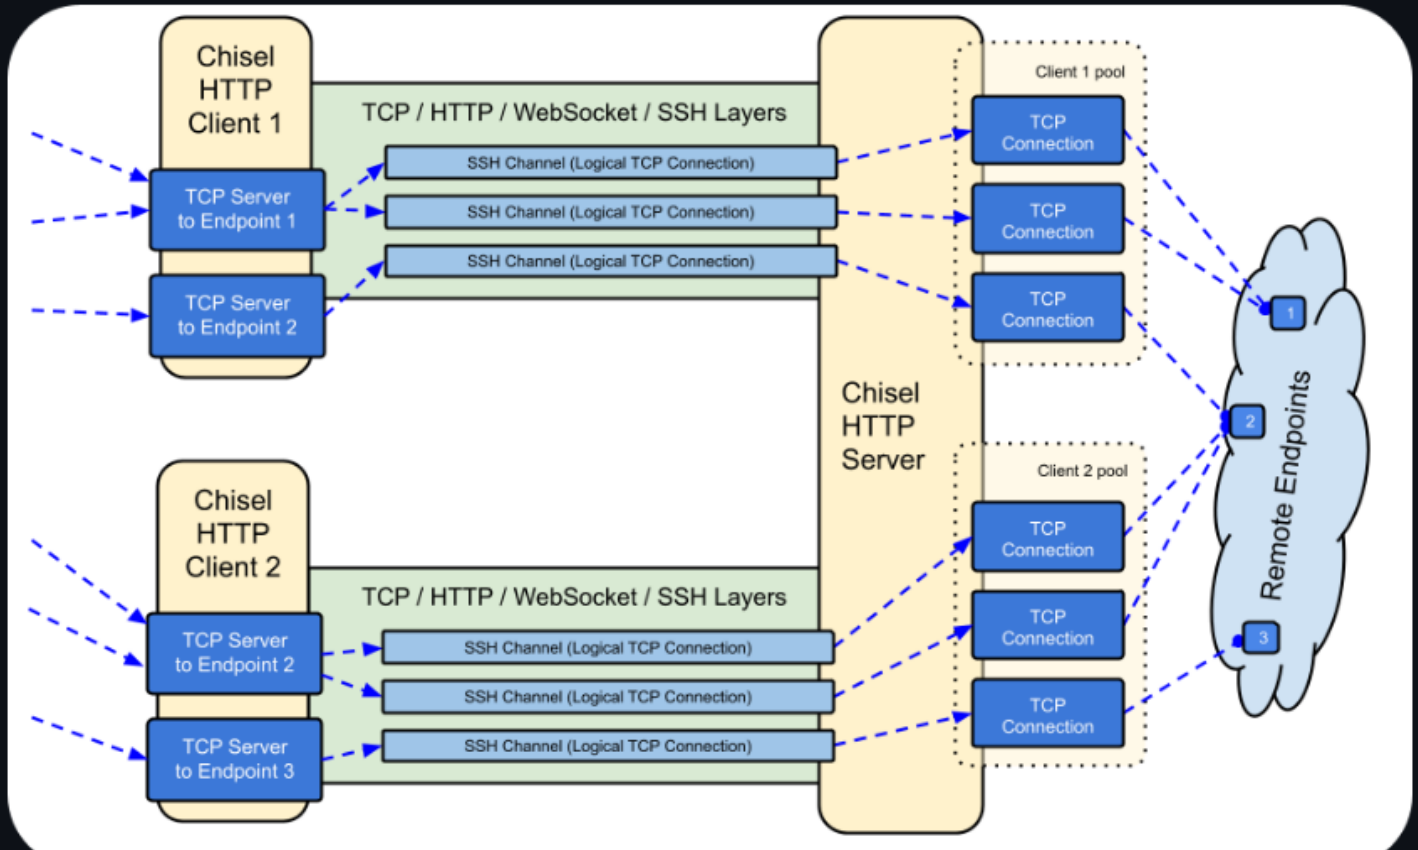 Chisel
HTTP
Client 1
TCP Server
to Endpoint 1
TCP Server
to Endpoint 2
TCP / HTTP / WebSocket / SSH Layers
SSH Channel (Logical TCP Connection)
SSH Channel (Logical TCP Connection)
SSH Channel (Logical TCP Connection)
Chisel
HTTP
Server
Client 1 pool
TCP
Connection
TCP
Connection
TCP
Connection
Chisel
HTTP
Client 2
TCP Server
to Endpoint 2
TCP Server
to Endpoint 3
TCP / HTTP / WebSocket / SSH Layers
SSH Channel (Logical TCP Connection)
SSH Channel (Logical TCP Connection)
SSH Channel (Logical TCP Connection)
Client 2 pool
TCP
Connection
TCP
Connection
TCP
Connection
1
2
3
Remote Endpoints